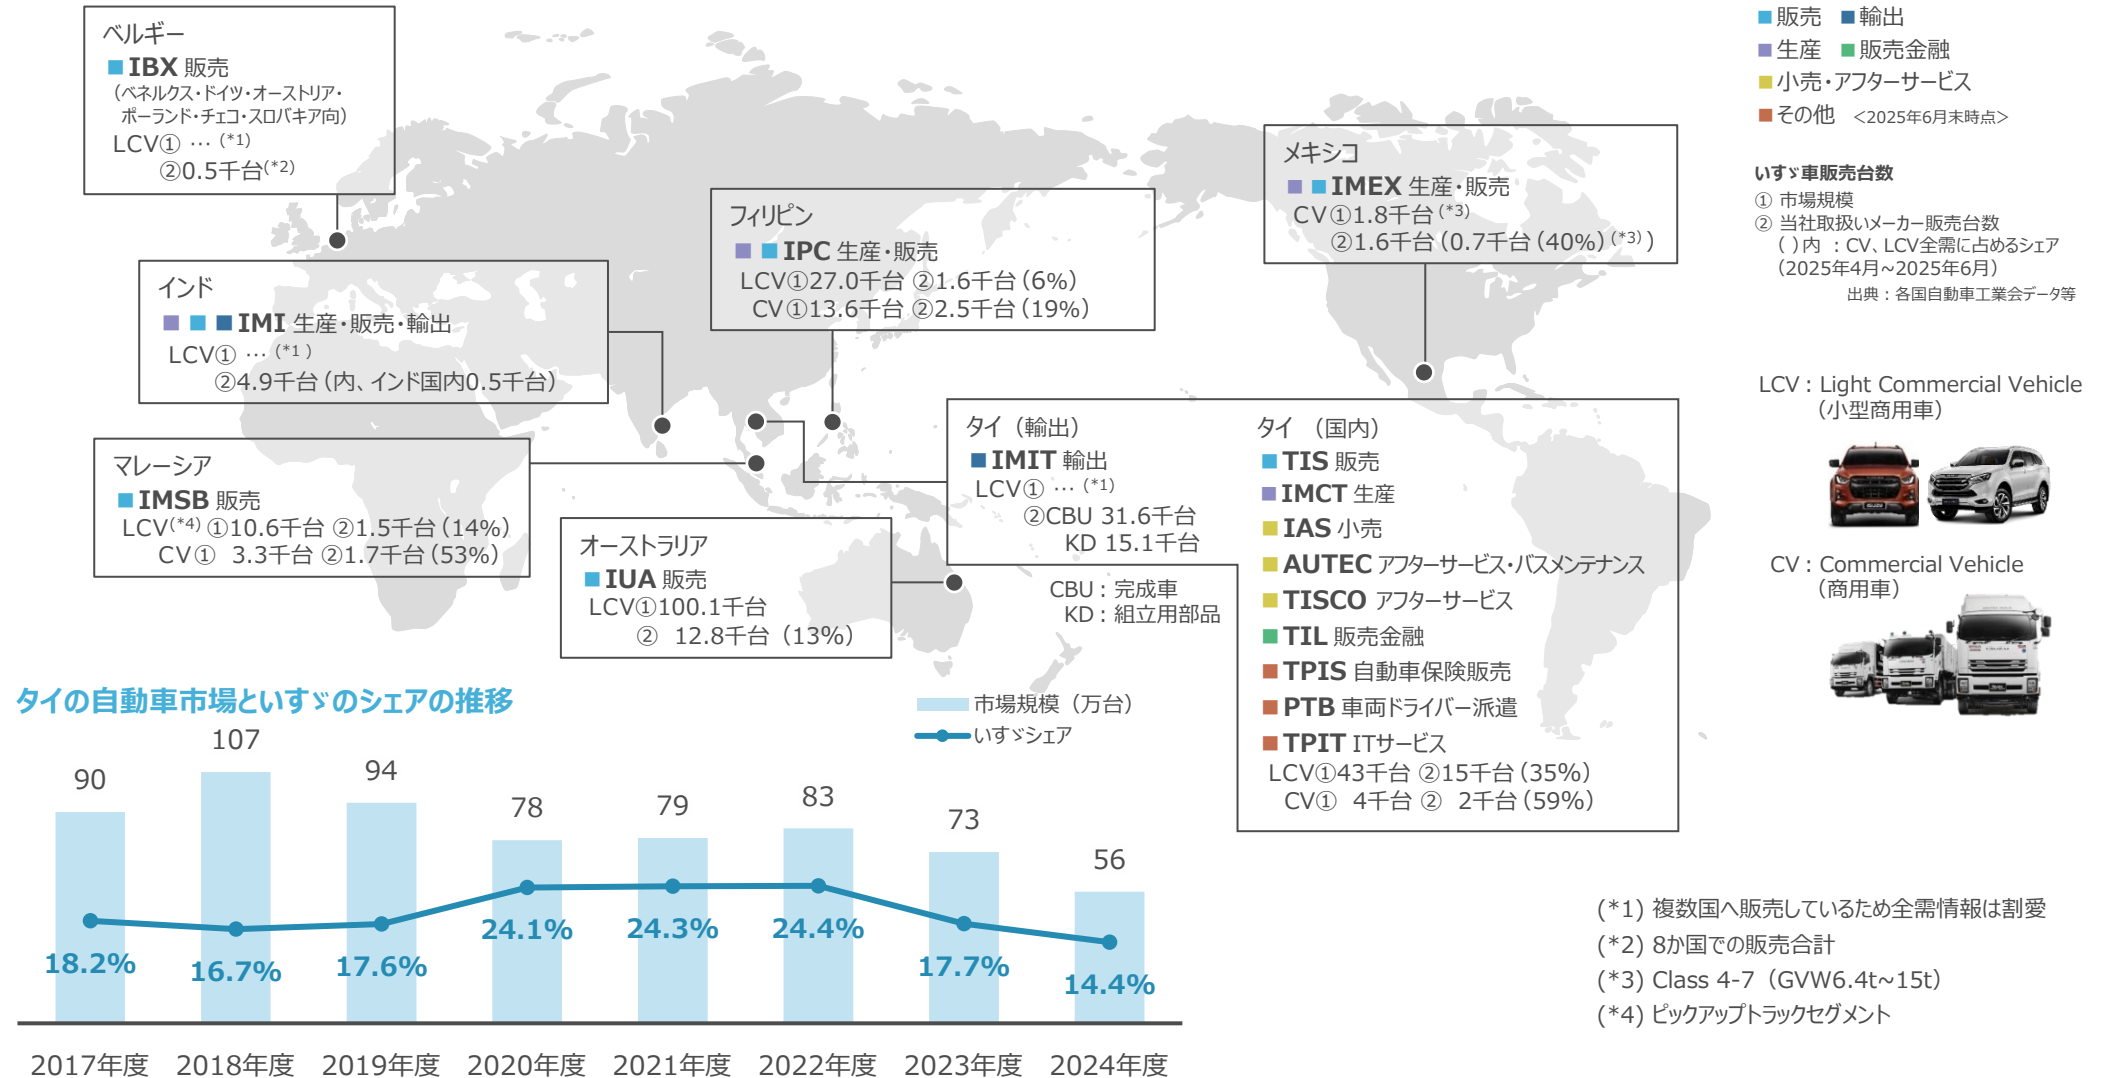 ベルギー
■IBX 販売
（ベネルクス・ドイツ・オーストリア・
ポーランド・チェコ・スロバキア向）
LCV① … (*1)
②0.5千台(*2)
インド
■ ■ ■IMI 生産・販売・輸出
LCV① … (*1 )
②4.9千台（内、インド国内0.5千台）
マレーシア
■IMSB 販売
LCV(*4) ①10.6千台 ②1.5千台（14%）
CV① 3.3千台 ②1.7千台（53%）
フィリピン
■ ■IPC 生産・販売
LCV①27.0千台 ②1.6千台（6%）
CV①13.6千台 ②2.5千台（19%）
オーストラリア
■IUA 販売
LCV①100.1千台
② 12.8千台（13%）
メキシコ
■ ■IMEX 生産・販売
CV①1.8千台(*3)
②1.6千台（0.7千台（40%）(*3)）
タイ（輸出）
■IMIT 輸出
LCV① … (*1)
②CBU 31.6千台
KD 15.1千台
CBU：完成車
KD：組立用部品
タイ （国内）
■TIS 販売
■IMCT 生産
■IAS 小売
■AUTEC アフターサービス・バスメンテナンス
■TISCO アフターサービス
■TIL 販売金融
■TPIS 自動車保険販売
■PTB 車両ドライバー派遣
■TPIT ITサービス
LCV①43千台 ②15千台（35%）
CV① 4千台 ② 2千台（59%）
■販売 ■輸出
■生産 ■販売金融
■小売・アフターサービス
■その他 <2025年6月末時点>
いすゞ車販売台数
① 市場規模
② 当社取扱いメーカー販売台数
( )内 ：CV、LCV全需に占めるシェア
（2025年4月~2025年6月）
出典：各国自動車工業会データ等
LCV：Light Commercial Vehicle
（小型商用車）
CV：Commercial Vehicle
（商用車）
タイの自動車市場といすゞのシェアの推移
市場規模（万台）
いすゞシェア
90
107
94
78
79
83
73
56
18.2%
16.7%
17.6%
24.1%
24.3%
24.4%
17.7%
14.4%
2017年度
2018年度
2019年度
2020年度
2021年度
2022年度
2023年度
2024年度
(*1) 複数国へ販売しているため全需情報は割愛
(*2) 8か国での販売合計
(*3) Class 4-7（GVW6.4t~15t）
(*4) ピックアップトラックセグメント